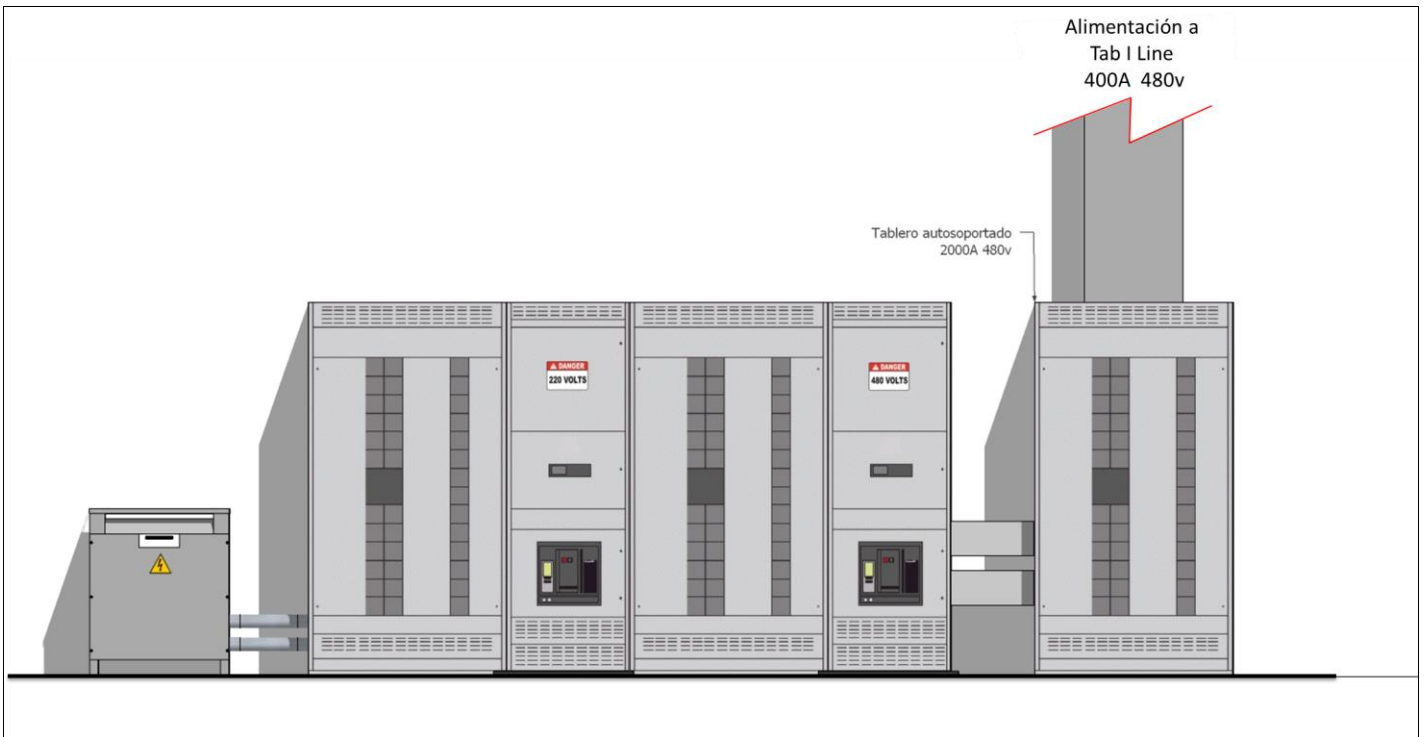 Alimentación a
Tab I Line
400A 480v
Tablero autosoportado
2000A 480v
DANGER
220 VOLTS
DANGER
480 VOLTS